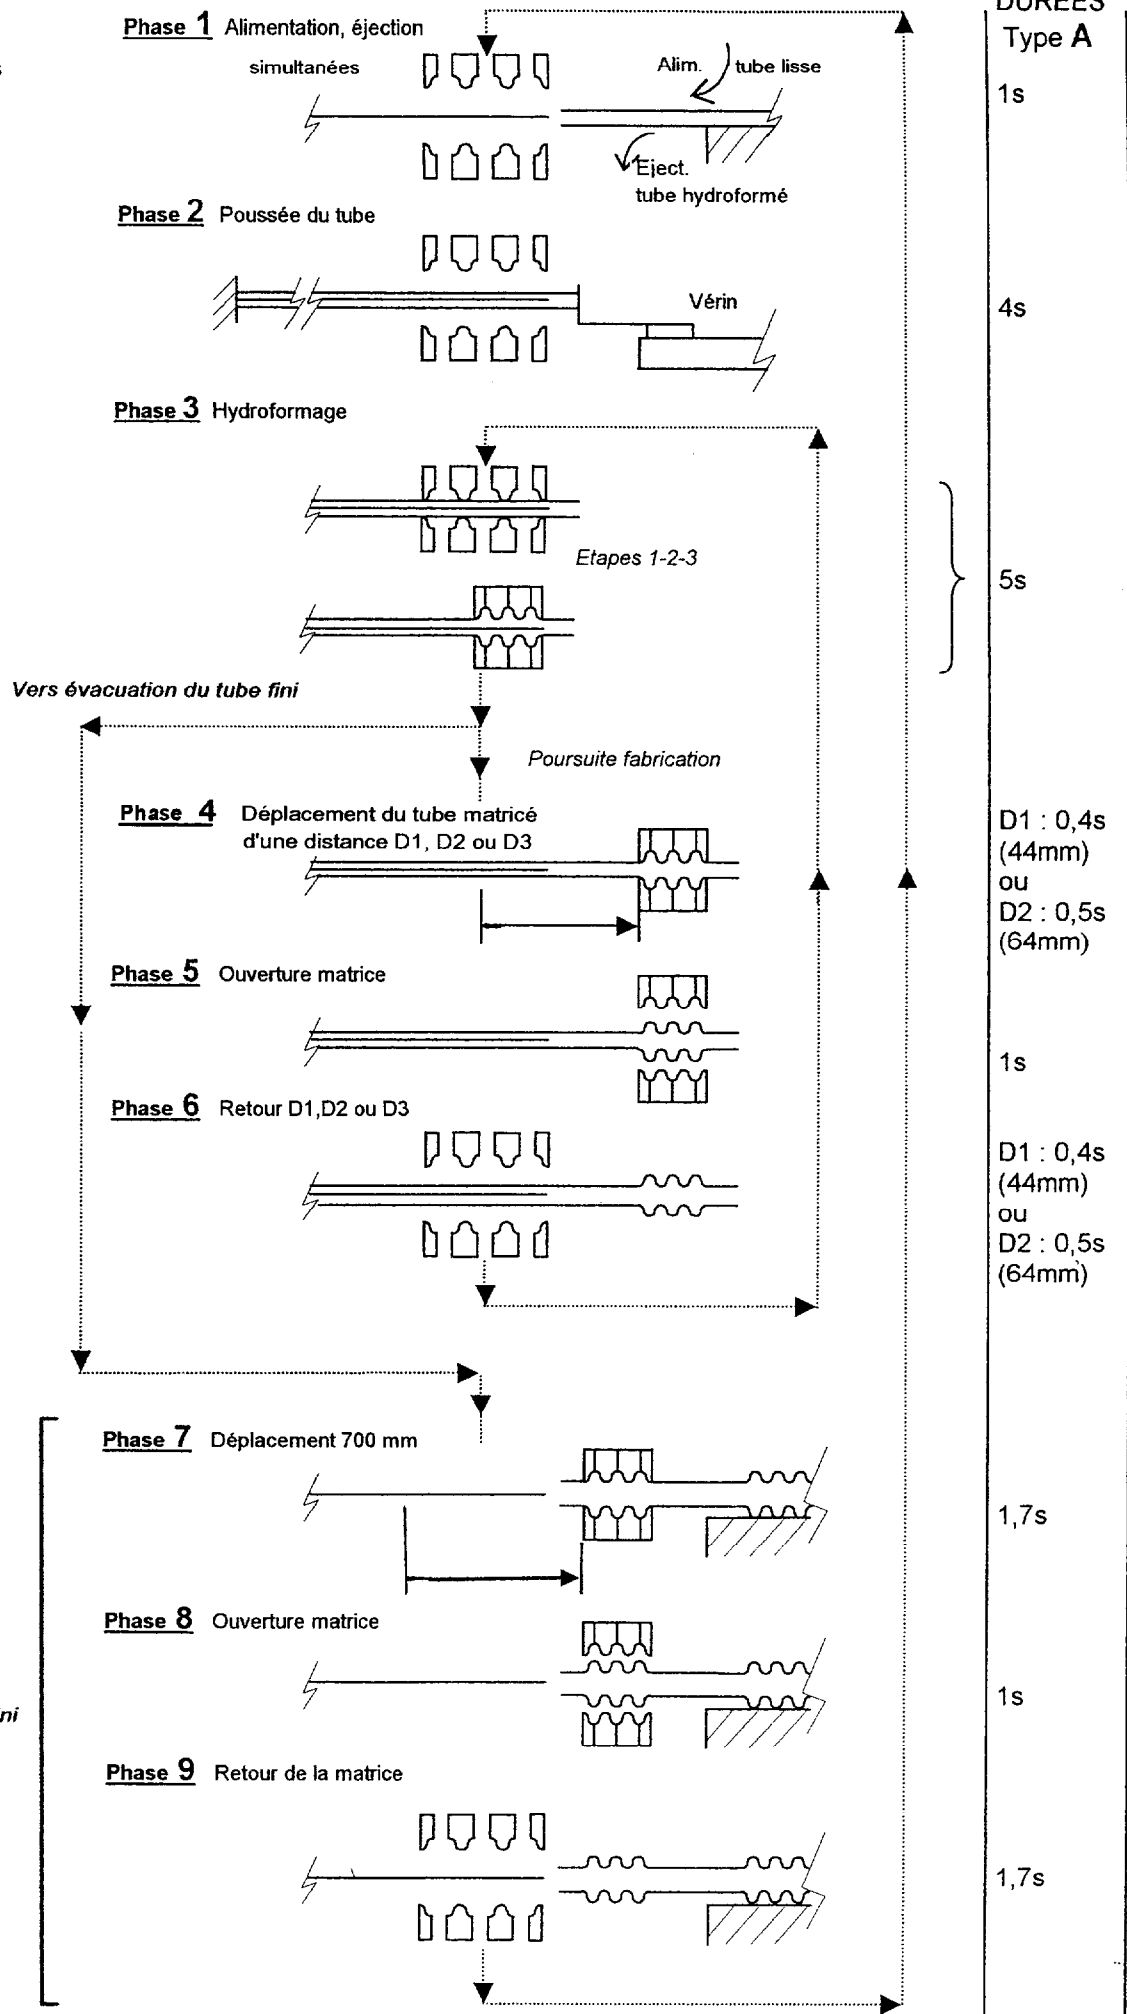 DUREES
Type A
Phase 1 Alimentation, éjection
simultanées
Alim. tube lisse
1s
Eject.
tube hydroformé
Phase 2 Poussée du tube
Vérin
4s
Phase 3 Hydroformage
Etapes 1-2-3
5s
Vers évacuation du tube fini
Poursuite fabrication
Phase 4 Déplacement du tube matricé
d'une distance D1, D2 ou D3
D1 : 0,4s
(44mm)
ou
D2 : 0,5s
(64mm)
Phase 5 Ouverture matrice
1s
Phase 6 Retour D1,D2 ou D3
D1 : 0,4s
(44mm)
ou
D2 : 0,5s
(64mm)
Phase 7 Déplacement 700 mm
1,7s
Phase 8 Ouverture matrice
1s
ni
Phase 9 Retour de la matrice
1,7s